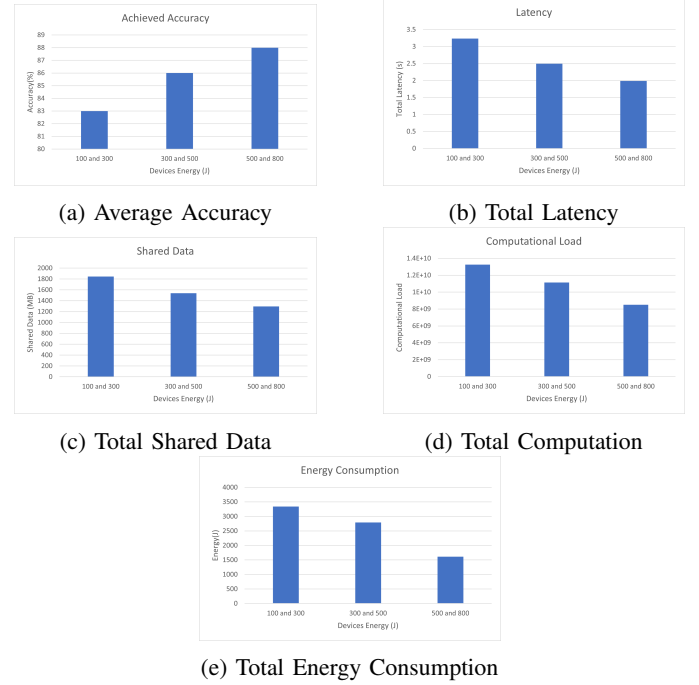 Achieved Accuracy
89
88
87
86
85
84
83
82
81
80
Accuracy(%)
100 and 300 300 and 500 500 and 800
Devices Energy (J)
(a) Average Accuracy
Latency
3.5
3
2.5
2
1.5
1
0.5
0
Total Latency (s)
100 and 300 300 and 500 500 and 800
Devices Energy (J)
(b) Total Latency
Shared Data
2000
1800
1600
1400
1200
1000
800
600
400
200
0
Shared Data (MB)
100 and 300 300 and 500 500 and 800
Devices Energy (J)
(c) Total Shared Data
Computational Load
1.4E+10
1.2E+10
1E+10
8E+09
6E+09
4E+09
2E+09
0
Computational Load
100 and 300 300 and 500 500 and 800
Devices Energy (J)
(d) Total Computation
Energy Consumption
4000
3500
3000
2500
2000
1500
1000
500
0
Energy(J)
100 and 300 300 and 500 500 and 800
Devices Energy (J)
(e) Total Energy Consumption